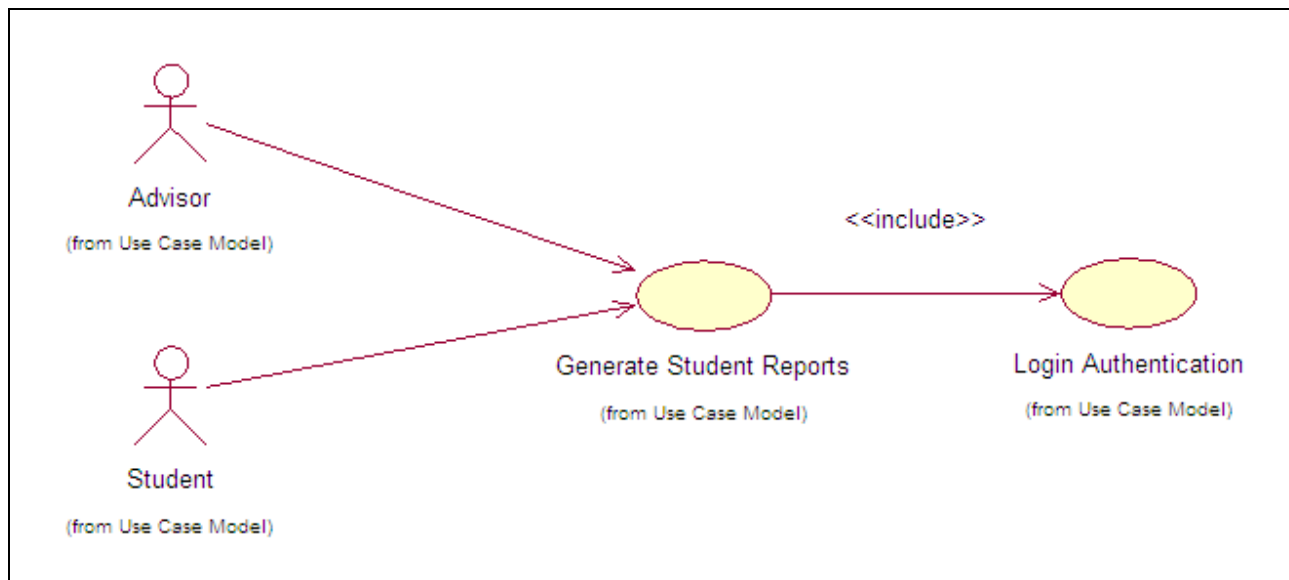 Advisor
(from Use Case Model)
<<include>>
Generate Student Reports
(from Use Case Model)
Login Authentication
(from Use Case Model)
Student
(from Use Case Model)